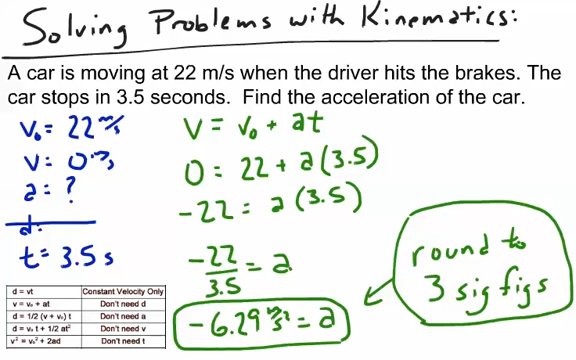 Solving Problems with Kinematics:
A car is moving at 22 m/s when the driver hits the brakes. The
car stops in 3.5 seconds. Find the acceleration of the car.
v₀ = 22 m/s
v = 0 m/s
a = ?
d =
t = 3.5 s
v = v₀ + at
0 = 22 + a(3.5)
-22 = a(3.5)
-22/3.5 = a
-6.29 m/s² = a
round to
3 sig figs
d = vt Constant Velocity Only
v = v₀ + at Don't need d
d = 1/2 (v + v₀) t Don't need a
d = v₀ t + 1/2 at² Don't need v
v² = v₀² + 2ad Don't need t